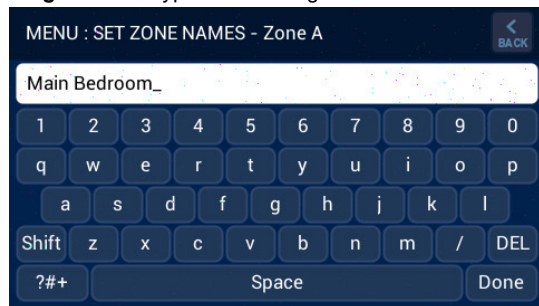 MENU : SET ZONE NAMES - Zone A
<
BACK
Main Bedroom_
1 2 3 4 5 6 7 8 9 0
q w e r t y u i o p
a s d f g h j k l
Shift z x c v b n m / DEL
?#+ Space Done